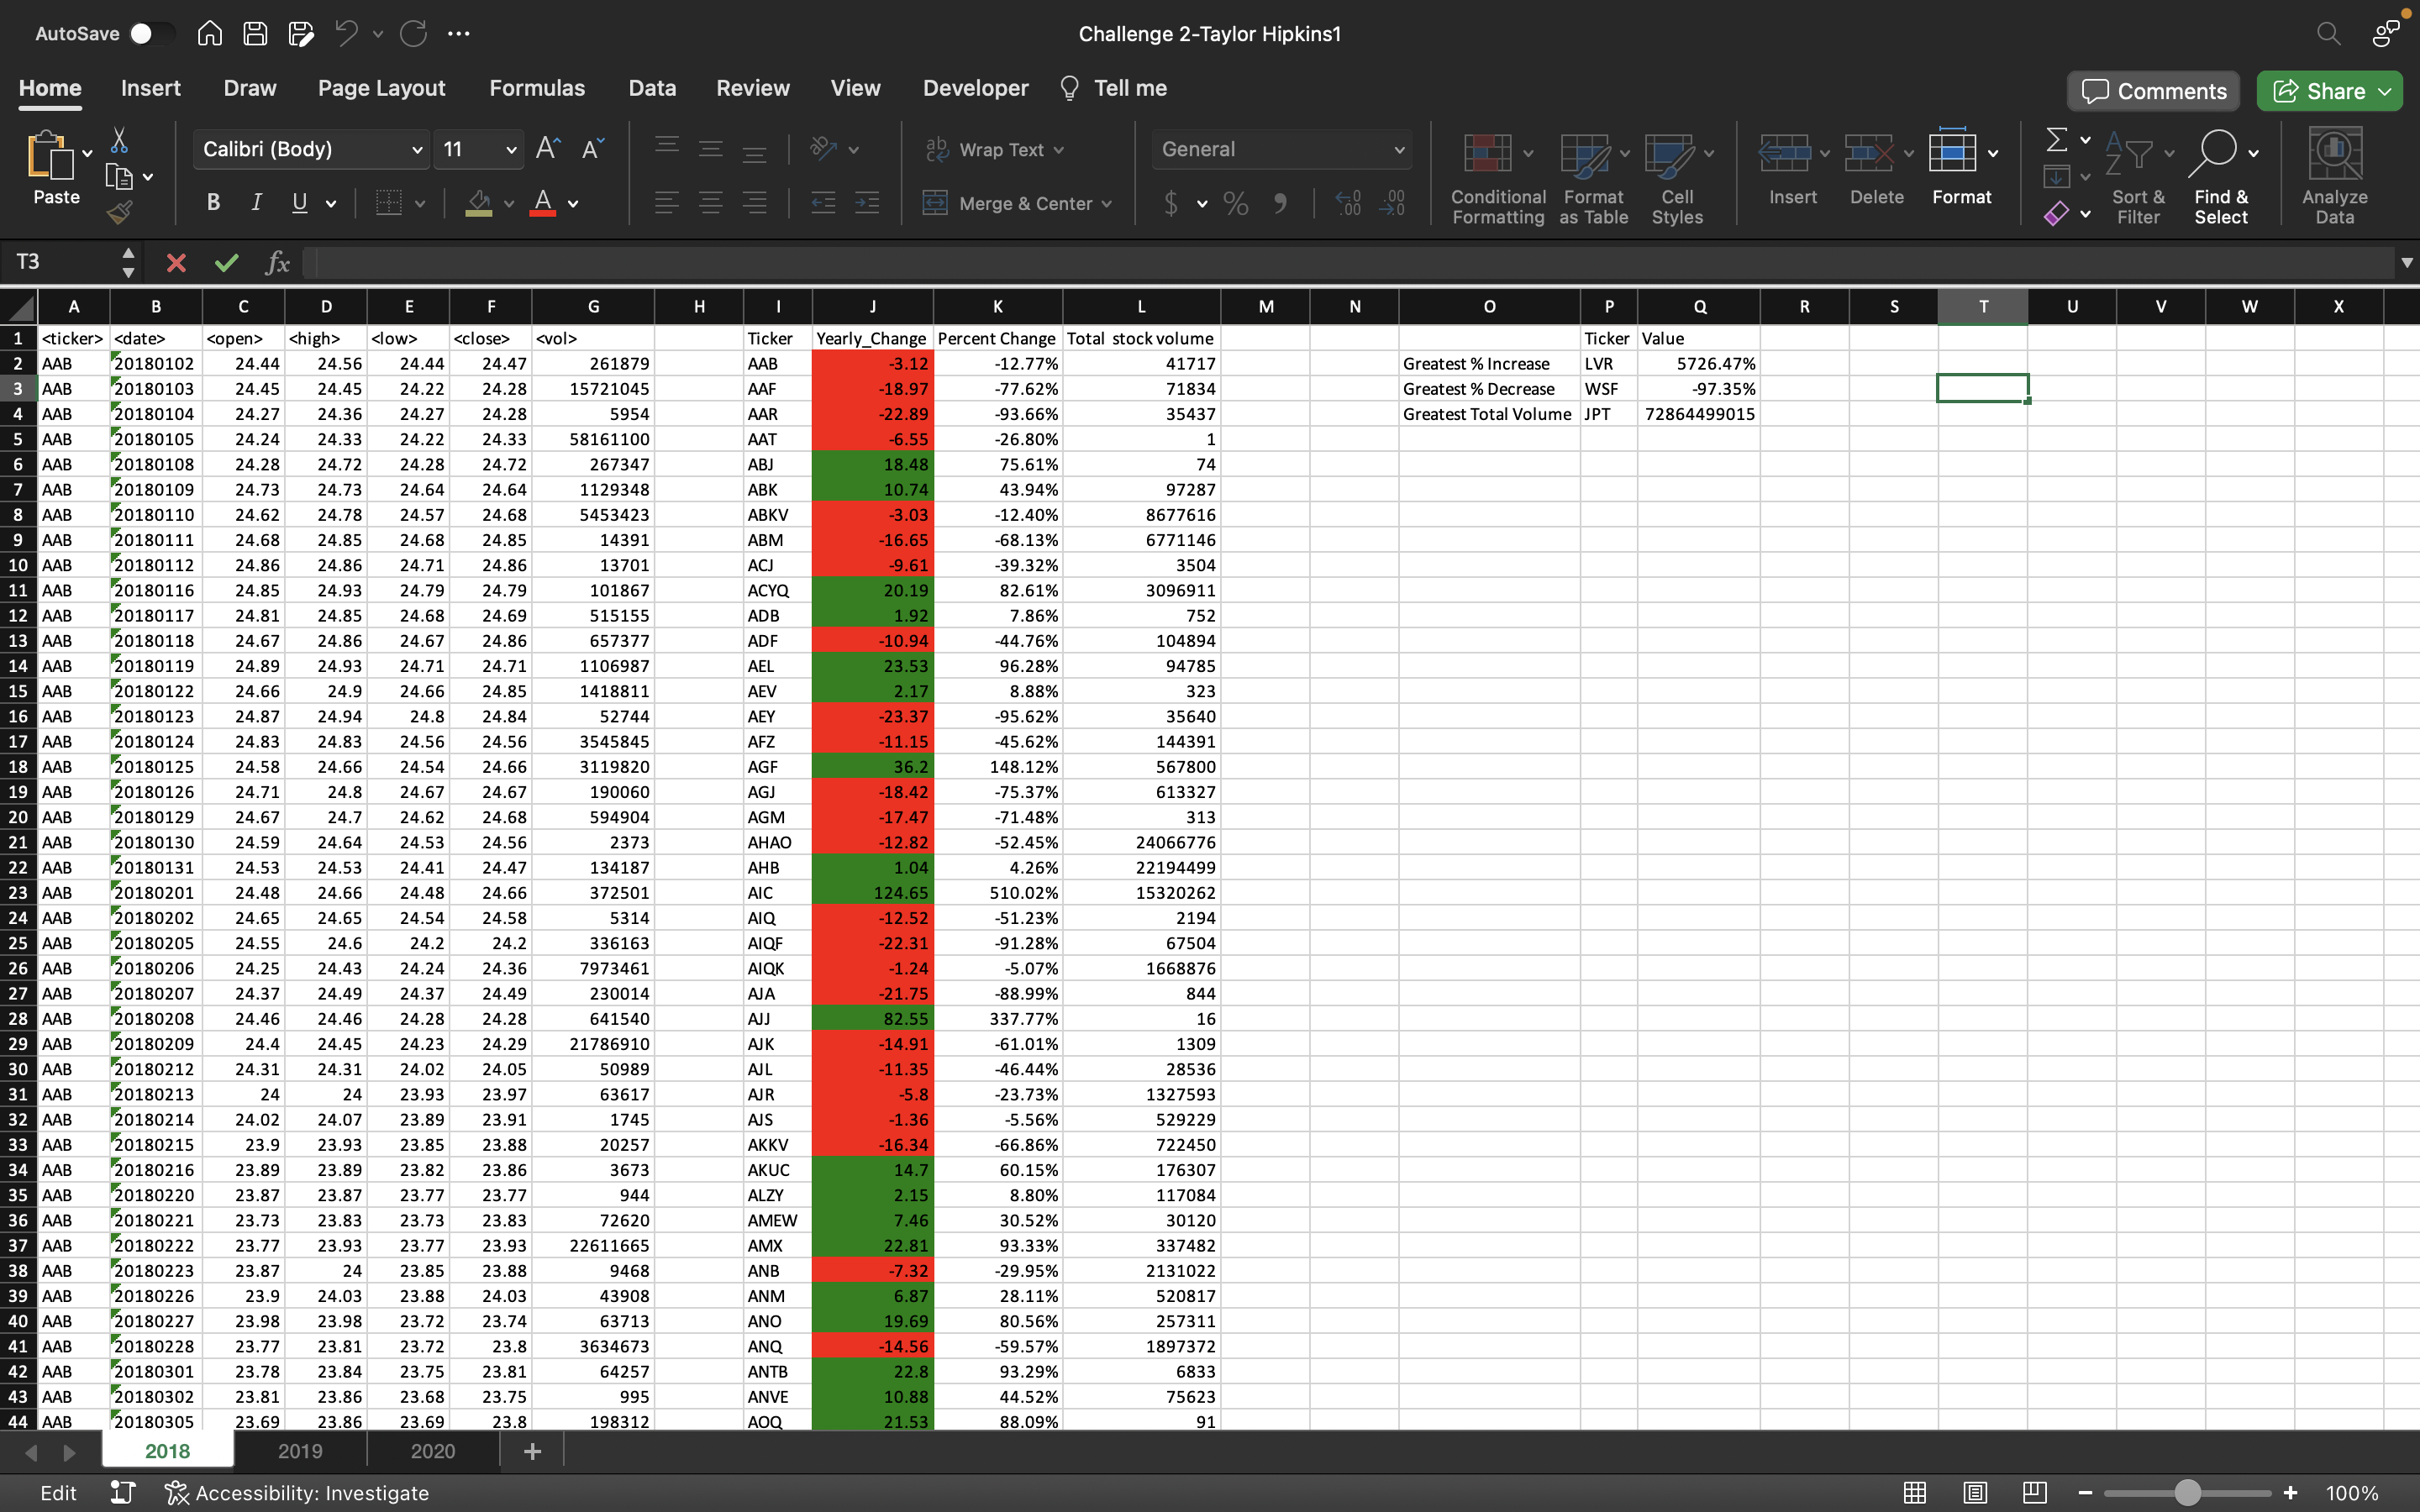 AutoSave
Challenge 2-Taylor Hipkins1
Home Insert Draw Page Layout Formulas Data Review View Developer Tell me Comments Share
Paste Calibri (Body) 11 Wrap Text General
B I U A Merge & Center $ % Conditional Formatting Format as Table Cell Styles Insert Delete Format Sort & Filter Find & Select Analyze Data
T3 fx
A B C D E F G H I J K L M N O P Q R S T U V W X
1 <ticker> <date> <open> <high> <low> <close> <vol> Ticker Yearly_Change Percent Change Total stock volume Ticker Value
2 AAB 20180102 24.44 24.56 24.44 24.47 261879 AAB -3.12 -12.77% 41717 Greatest % Increase LVR 5726.47%
3 AAB 20180103 24.45 24.45 24.22 24.28 15721045 AAF -18.97 -77.62% 71834 Greatest % Decrease WSF -97.35%
4 AAB 20180104 24.27 24.36 24.27 24.28 5954 AAR -22.89 -93.66% 35437 Greatest Total Volume JPT 72864499015
5 AAB 20180105 24.24 24.33 24.22 24.33 58161100 AAT -6.55 -26.80% 1
6 AAB 20180108 24.28 24.72 24.28 24.72 267347 ABJ 18.48 75.61% 74
7 AAB 20180109 24.73 24.73 24.64 24.64 1129348 ABK 10.74 43.94% 97287
8 AAB 20180110 24.62 24.78 24.57 24.68 5453423 ABKV -3.03 -12.40% 8677616
9 AAB 20180111 24.68 24.85 24.68 24.85 14391 ABM -16.65 -68.13% 6771146
10 AAB 20180112 24.86 24.86 24.71 24.86 13701 ACJ -9.61 -39.32% 3504
11 AAB 20180116 24.85 24.93 24.79 24.79 101867 ACYQ 20.19 82.61% 3096911
12 AAB 20180117 24.81 24.85 24.68 24.69 515155 ADB 1.92 7.86% 752
13 AAB 20180118 24.67 24.86 24.67 24.86 657377 ADF -10.94 -44.76% 104894
14 AAB 20180119 24.89 24.93 24.71 24.71 1106987 AEL 23.53 96.28% 94785
15 AAB 20180122 24.66 24.9 24.66 24.85 1418811 AEV 2.17 8.88% 323
16 AAB 20180123 24.87 24.94 24.8 24.84 52744 AEY -23.37 -95.62% 35640
17 AAB 20180124 24.83 24.83 24.56 24.56 3545845 AFZ -11.15 -45.62% 144391
18 AAB 20180125 24.58 24.66 24.54 24.66 3119820 AGF 36.2 148.12% 567800
19 AAB 20180126 24.71 24.8 24.67 24.67 190060 AGJ -18.42 -75.37% 613327
20 AAB 20180129 24.67 24.7 24.62 24.68 594904 AGM -17.47 -71.48% 313
21 AAB 20180130 24.59 24.64 24.53 24.56 2373 AHAO -12.82 -52.45% 24066776
22 AAB 20180131 24.53 24.53 24.41 24.47 134187 AHB 1.04 4.26% 22194499
23 AAB 20180201 24.48 24.66 24.48 24.66 372501 AIC 124.65 510.02% 15320262
24 AAB 20180202 24.65 24.65 24.54 24.58 5314 AIQ -12.52 -51.23% 2194
25 AAB 20180205 24.55 24.6 24.2 24.2 336163 AIQF -22.31 -91.28% 67504
26 AAB 20180206 24.25 24.43 24.24 24.36 7973461 AIQK -1.24 -5.07% 1668876
27 AAB 20180207 24.37 24.49 24.37 24.49 230014 AJA -21.75 -88.99% 844
28 AAB 20180208 24.46 24.46 24.28 24.28 641540 AJJ 82.55 337.77% 16
29 AAB 20180209 24.4 24.45 24.23 24.29 21786910 AJK -14.91 -61.01% 1309
30 AAB 20180212 24.31 24.31 24.02 24.05 50989 AJL -11.35 -46.44% 28536
31 AAB 20180213 24 24 23.93 23.97 63617 AJR -5.8 -23.73% 1327593
32 AAB 20180214 24.02 24.07 23.89 23.91 1745 AJS -1.36 -5.56% 529229
33 AAB 20180215 23.9 23.93 23.85 23.88 20257 AKKV -16.34 -66.86% 722450
34 AAB 20180216 23.89 23.89 23.82 23.86 3673 AKUC 14.7 60.15% 176307
35 AAB 20180220 23.87 23.87 23.77 23.77 944 ALZY 2.15 8.80% 117084
36 AAB 20180221 23.73 23.83 23.73 23.83 72620 AMEW 7.46 30.52% 30120
37 AAB 20180222 23.77 23.93 23.77 23.93 22611665 AMX 22.81 93.33% 337482
38 AAB 20180223 23.87 24 23.85 23.88 9468 ANB -7.32 -29.95% 2131022
39 AAB 20180226 23.9 24.03 23.88 24.03 43908 ANM 6.87 28.11% 520817
40 AAB 20180227 23.98 23.98 23.72 23.74 63713 ANO 19.69 80.56% 257311
41 AAB 20180228 23.77 23.81 23.72 23.8 3634673 ANQ -14.56 -59.57% 1897372
42 AAB 20180301 23.78 23.84 23.75 23.81 64257 ANTB 22.8 93.29% 6833
43 AAB 20180302 23.81 23.86 23.68 23.75 995 ANVE 10.88 44.52% 75623
44 AAB 20180305 23.69 23.86 23.69 23.8 198312 AOQ 21.53 88.09% 91
2018 2019 2020 +
Edit Accessibility: Investigate 100%